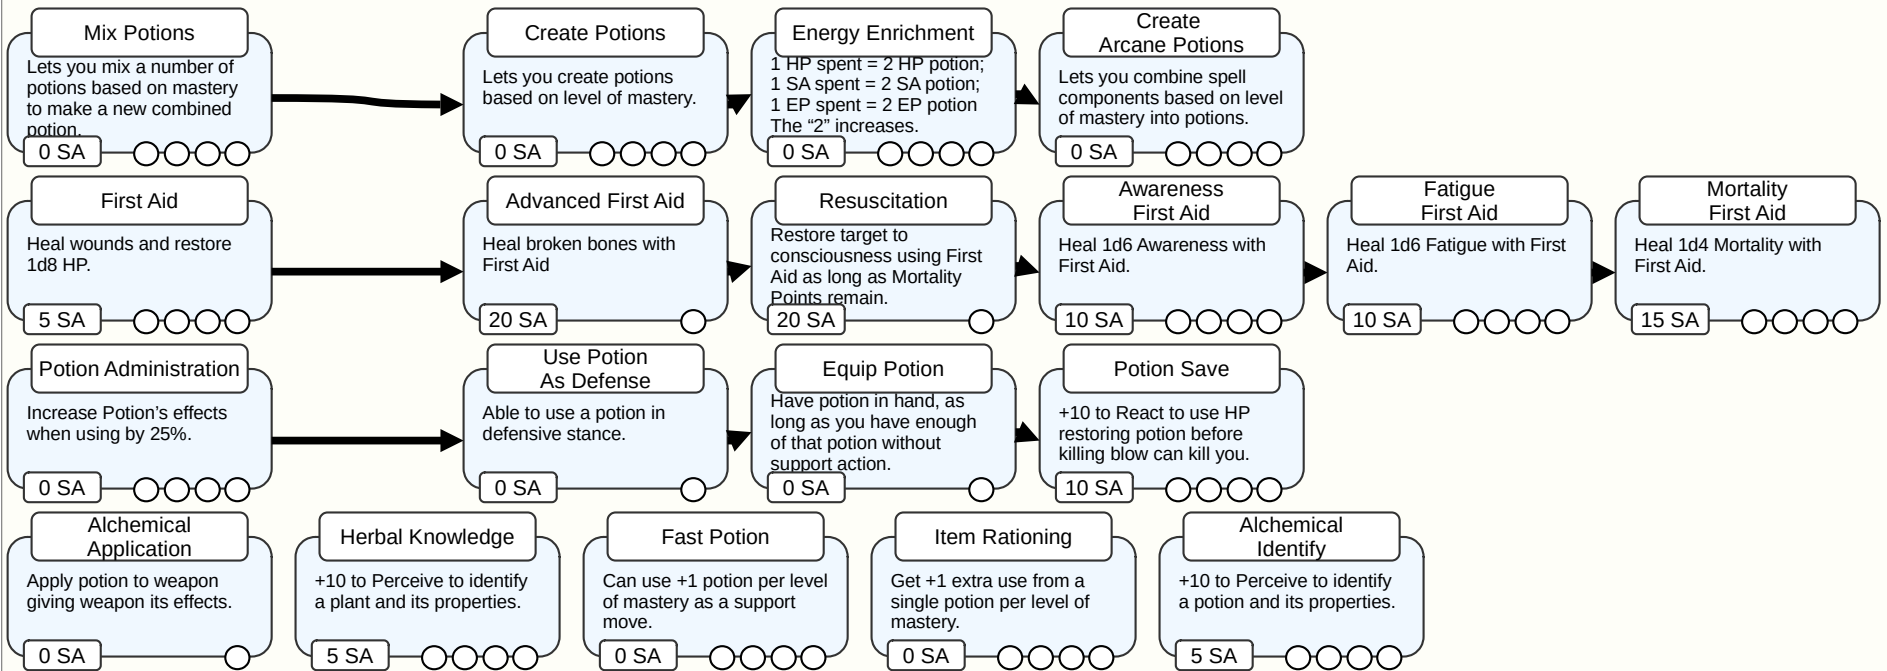 Mix Potions
Lets you mix a number of
potions based on mastery
to make a new combined
potion.
0 SA
Create Potions
Lets you create potions
based on level of mastery.
0 SA
Energy Enrichment
1 HP spent = 2 HP potion;
1 SA spent = 2 SA potion;
1 EP spent = 2 EP potion
The “2” increases.
0 SA
Create
Arcane Potions
Lets you combine spell
components based on level
of mastery into potions.
0 SA
First Aid
Heal wounds and restore
1d8 HP.
5 SA
Advanced First Aid
Heal broken bones with
First Aid
20 SA
Resuscitation
Restore target to
consciousness using First
Aid as long as Mortality
Points remain.
20 SA
Awareness
First Aid
Heal 1d6 Awareness with
First Aid.
10 SA
Fatigue
First Aid
Heal 1d6 Fatigue with First
Aid.
10 SA
Mortality
First Aid
Heal 1d4 Mortality with
First Aid.
15 SA
Potion Administration
Increase Potion’s effects
when using by 25%.
0 SA
Use Potion
As Defense
Able to use a potion in
defensive stance.
0 SA
Equip Potion
Have potion in hand, as
long as you have enough
of that potion without
support action.
0 SA
Potion Save
+10 to React to use HP
restoring potion before
killing blow can kill you.
10 SA
Alchemical
Application
Apply potion to weapon
giving weapon its effects.
0 SA
Herbal Knowledge
+10 to Perceive to identify
a plant and its properties.
5 SA
Fast Potion
Can use +1 potion per level
of mastery as a support
move.
0 SA
Item Rationing
Get +1 extra use from a
single potion per level of
mastery.
0 SA
Alchemical
Identify
+10 to Perceive to identify
a potion and its properties.
5 SA